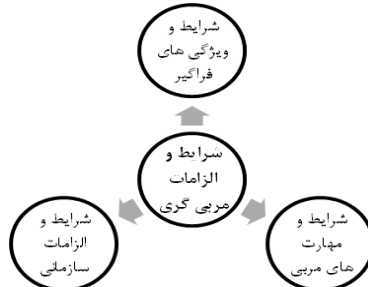 شرایط و
ویژگی های
فراگیر
شرایط و
الزامات
مربی گری
شرایط و
مهارت
های مربی
شرایط و
الزامات
سازمانی